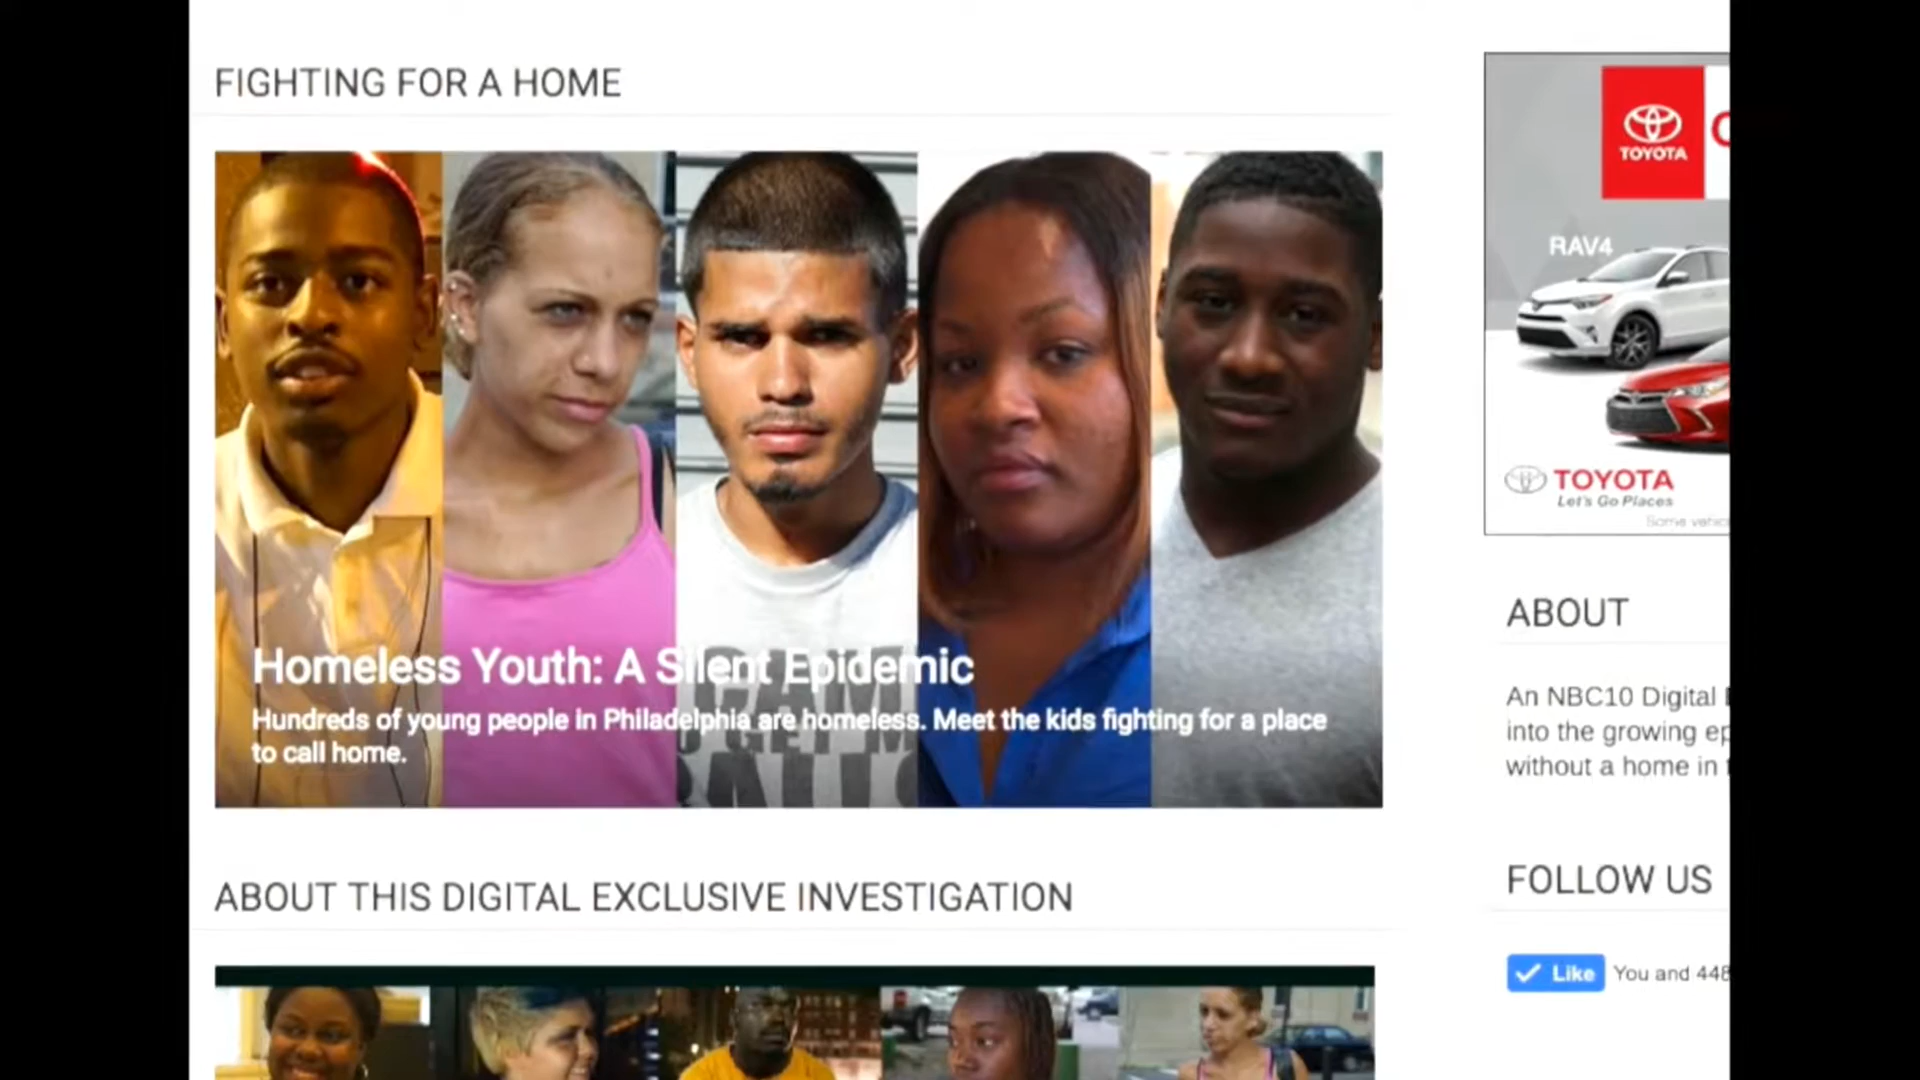 FIGHTING FOR A HOME
TOYOTA
RAV4
TOYOTA
Let's Go Places
Homeless Youth: A Silent Epidemic
Hundreds of young people in Philadelphia are homeless. Meet the kids fighting for a place
to call home.
ABOUT
An NBC10 Digital
into the growing
without a home in
ABOUT THIS DIGITAL EXCLUSIVE INVESTIGATION
FOLLOW US
Like You and 448